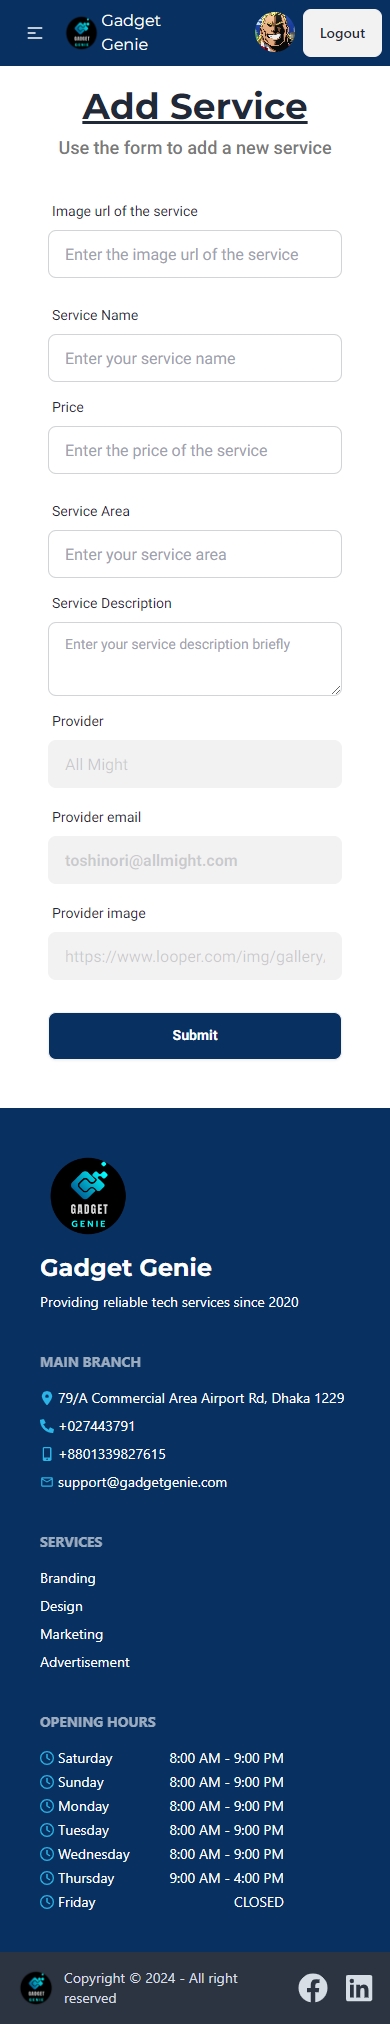 Gadget
Genie
Logout
Add Service
Use the form to add a new service
Image url of the service
Enter the image url of the service
Service Name
Enter your service name
Price
Enter the price of the service
Service Area
Enter your service area
Service Description
Enter your service description briefly
Provider
All Might
Provider email
toshinori@allmight.com
Provider image
https://www.looper.com/img/gallery,
Submit
GADGET
GENIE
Gadget Genie
Providing reliable tech services since 2020
MAIN BRANCH
79/A Commercial Area Airport Rd, Dhaka 1229
+027443791
+8801339827615
support@gadgetgenie.com
SERVICES
Branding
Design
Marketing
Advertisement
OPENING HOURS
Saturday 8:00 AM - 9:00 PM
Sunday 8:00 AM - 9:00 PM
Monday 8:00 AM - 9:00 PM
Tuesday 8:00 AM - 9:00 PM
Wednesday 8:00 AM - 9:00 PM
Thursday 9:00 AM - 4:00 PM
Friday CLOSED
Copyright © 2024 - All right
reserved